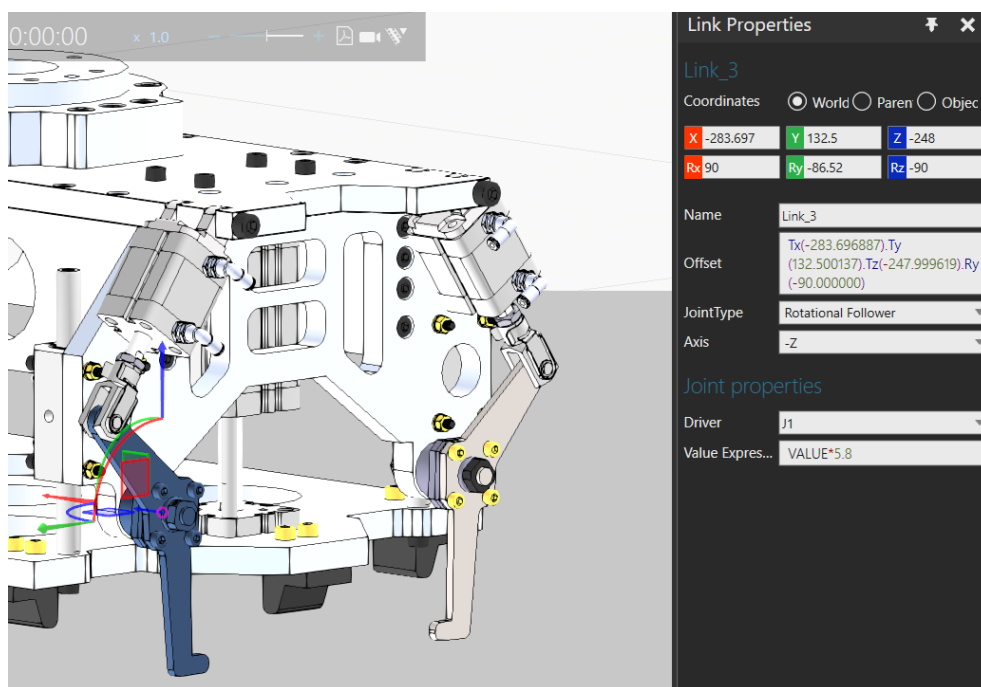 0:00:00
x 1.0
Link Properties
Link_3
Coordinates
World
Paren
Objec
X -283.697
Y 132.5
Z -248
Rx 90
Ry -86.52
Rz -90
Name
Link_3
Offset
Tx(-283.696887).Ty
(132.500137).Tz(-247.999619).Ry
(-90.000000)
JointType
Rotational Follower
Axis
-Z
Joint properties
Driver
J1
Value Expres...
VALUE*5.8